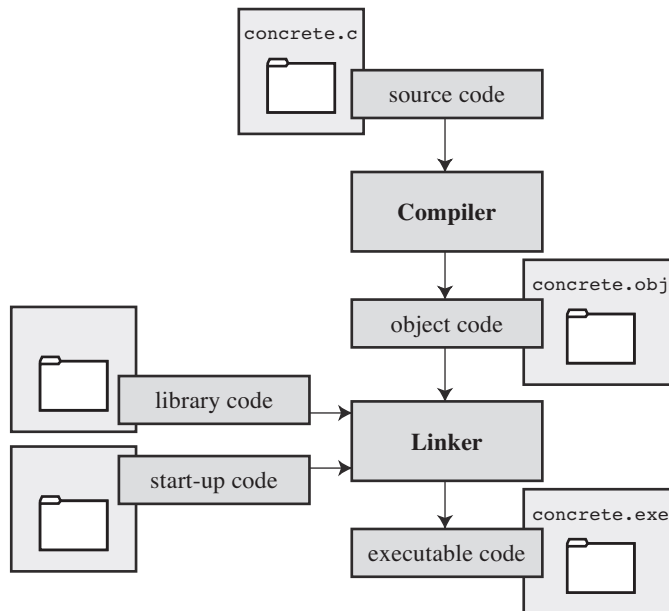 concrete.c
source code
Compiler
concrete.obj
object code
library code
Linker
start-up code
concrete.exe
executable code